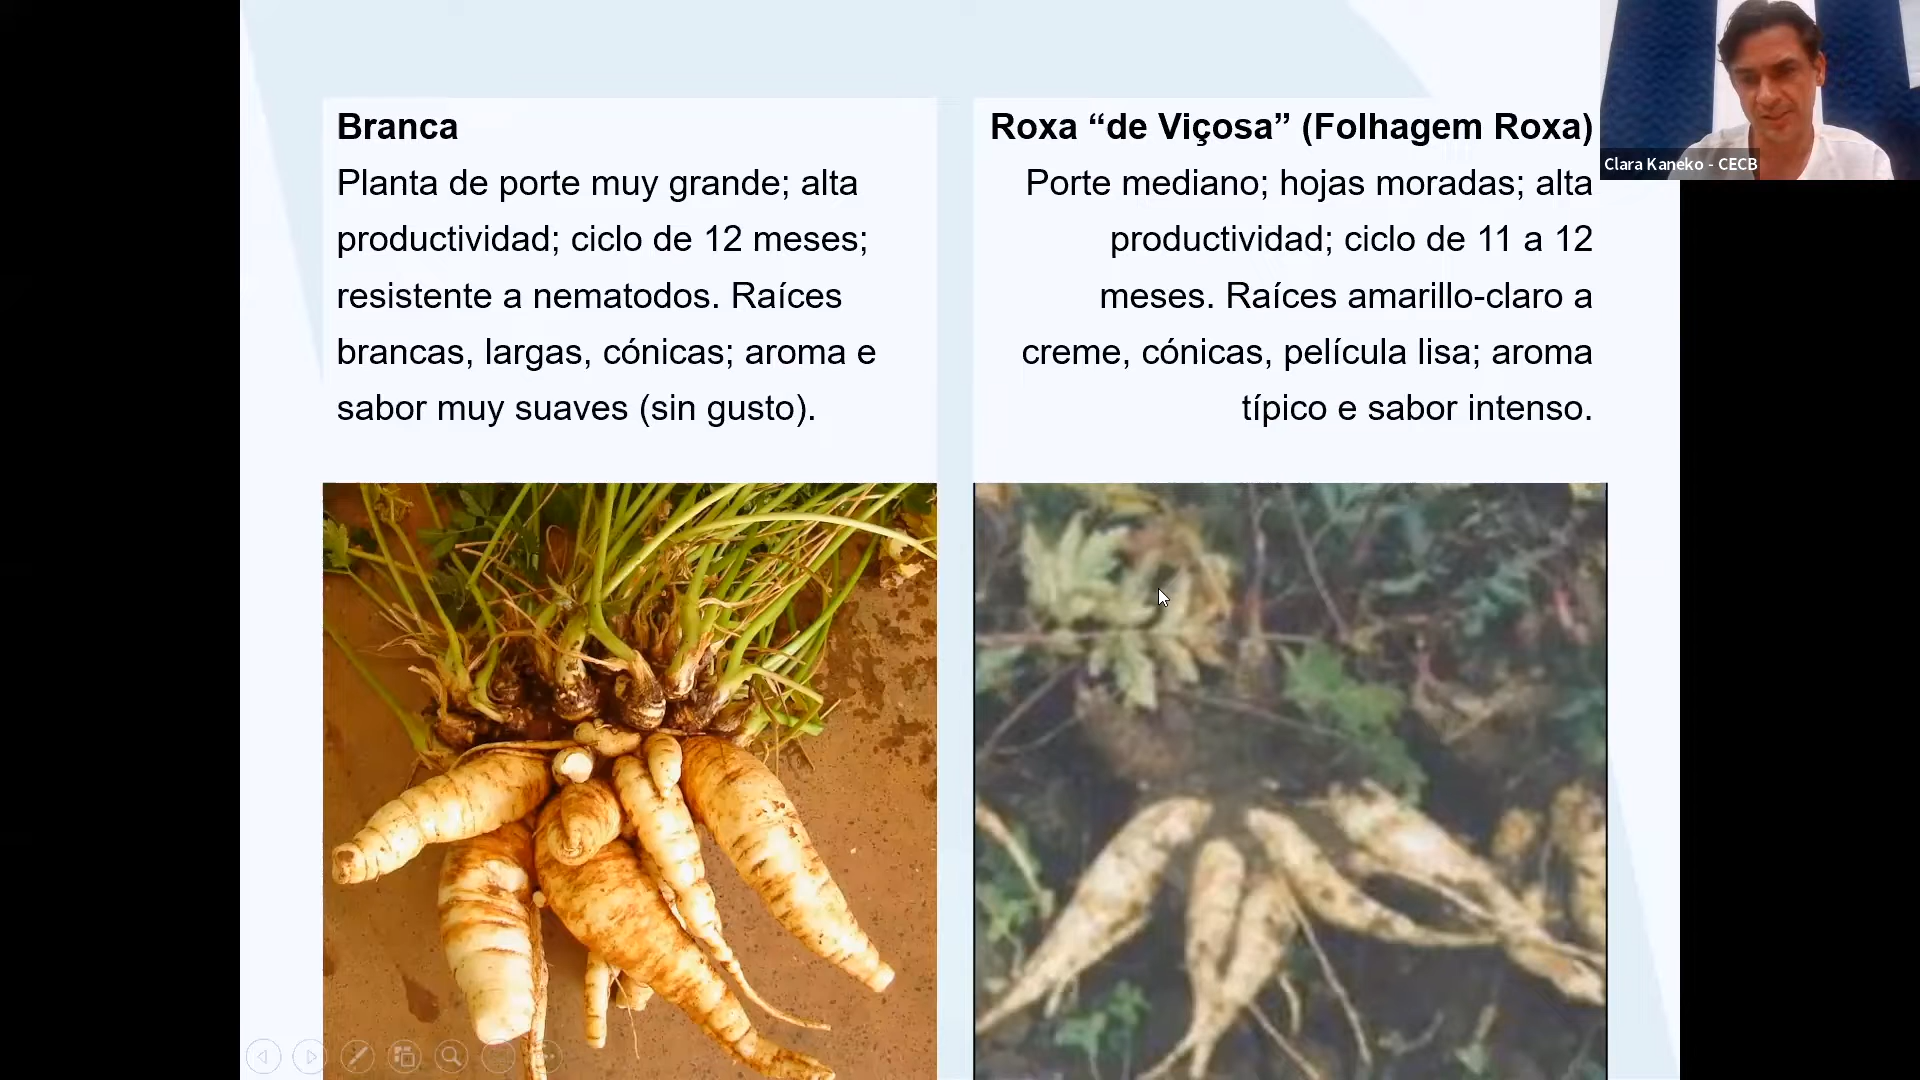 Branca
Planta de porte muy grande; alta
productividad; ciclo de 12 meses;
resistente a nematodos. Raíces
brancas, largas, cónicas; aroma e
sabor muy suaves (sin gusto).
Roxa “de Viçosa” (Folhagem Roxa)
Porte mediano; hojas moradas; alta
productividad; ciclo de 11 a 12
meses. Raíces amarillo-claro a
creme, cónicas, película lisa; aroma
típico e sabor intenso.
Clara Kaneko - CECB